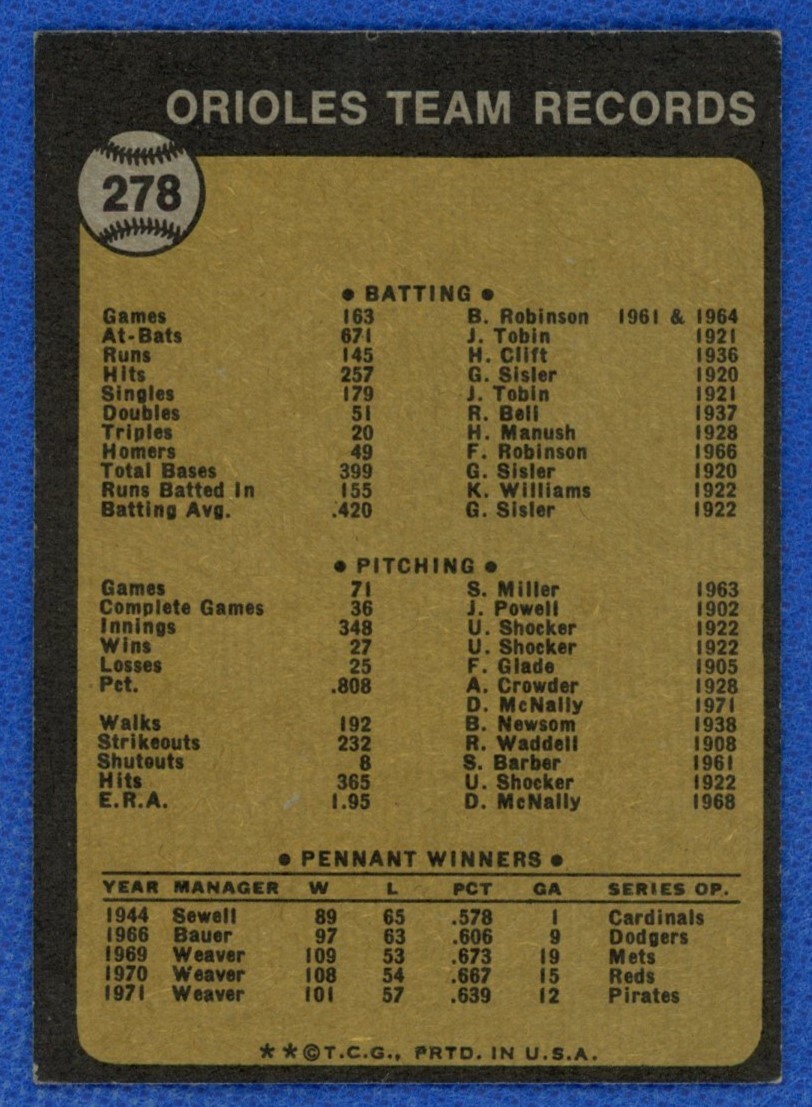 ORIOLES TEAM RECORDS
278
• BATTING •
Games 163 B. Robinson 1961 & 1964
At-Bats 671 J. Tobin 1921
Runs 145 H. Clift 1936
Hits 257 G. Sisler 1920
Singles 179 J. Tobin 1921
Doubles 51 R. Bell 1937
Triples 20 H. Manush 1928
Homers 49 F. Robinson 1966
Total Bases 399 G. Sisler 1920
Runs Batted In 155 K. Williams 1922
Batting Avg. .420 G. Sisler 1922
• PITCHING •
Games 71 S. Miller 1963
Complete Games 36 J. Powell 1902
Innings 348 U. Shocker 1922
Wins 27 U. Shocker 1922
Losses 25 F. Glade 1905
Pct. .808 A. Crowder 1928
D. McNally 1971
Walks 192 B. Newsom 1938
Strikeouts 232 R. Waddell 1908
Shutouts 8 S. Barber 1961
Hits 365 U. Shocker 1922
E.R.A. 1.95 D. McNally 1968
• PENNANT WINNERS •
YEAR MANAGER W L PCT GA SERIES OP.
1944 Sewell 89 65 .578 1 Cardinals
1966 Bauer 97 63 .606 9 Dodgers
1969 Weaver 109 53 .673 19 Mets
1970 Weaver 108 54 .667 15 Reds
1971 Weaver 101 57 .639 12 Pirates
**©T.C.G., PRTD. IN U.S.A.